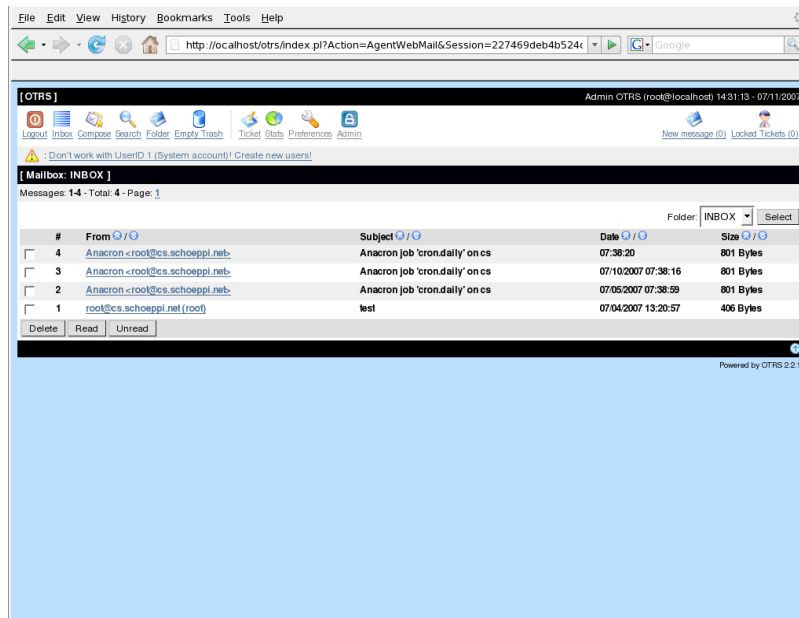 File Edit View History Bookmarks Tools Help
http://localhost/otrs/index.pl?Action=AgentWebMail&Session=227469deb4b524c
G Google
[ OTRS ] Admin OTRS (root@localhost) 14:31:13 - 07/11/2007
Logout Inbox Compose Search Folder Empty Trash Ticket Stats Preferences Admin New message (0) Locked Tickets (0)
: Don't work with UserID 1 (System account)! Create new users!
[ Mailbox: INBOX ]
Messages: 1-4 - Total: 4 - Page: 1
Folder: INBOX Select
# From / Subject / Date / Size /
4 Anacron <root@cs.schoeppi.net> Anacron job 'cron.daily' on cs 07:38:20 801 Bytes
3 Anacron <root@cs.schoeppi.net> Anacron job 'cron.daily' on cs 07/10/2007 07:38:16 801 Bytes
2 Anacron <root@cs.schoeppi.net> Anacron job 'cron.daily' on cs 07/05/2007 07:38:59 801 Bytes
1 root@cs.schoeppi.net (root) test 07/04/2007 13:20:57 406 Bytes
Delete Read Unread
Powered by OTRS 2.2.1